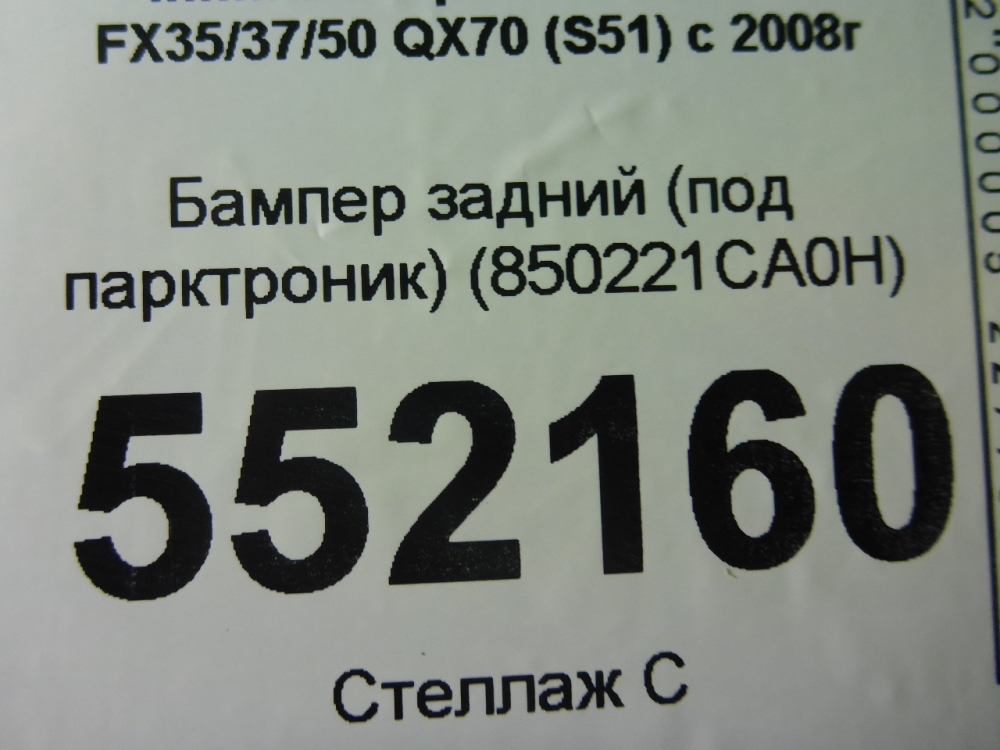 FX35/37/50 QX70 (S51) с 2008г
Бампер задний (под
парктроник) (850221CA0H)
552160
Стеллаж С